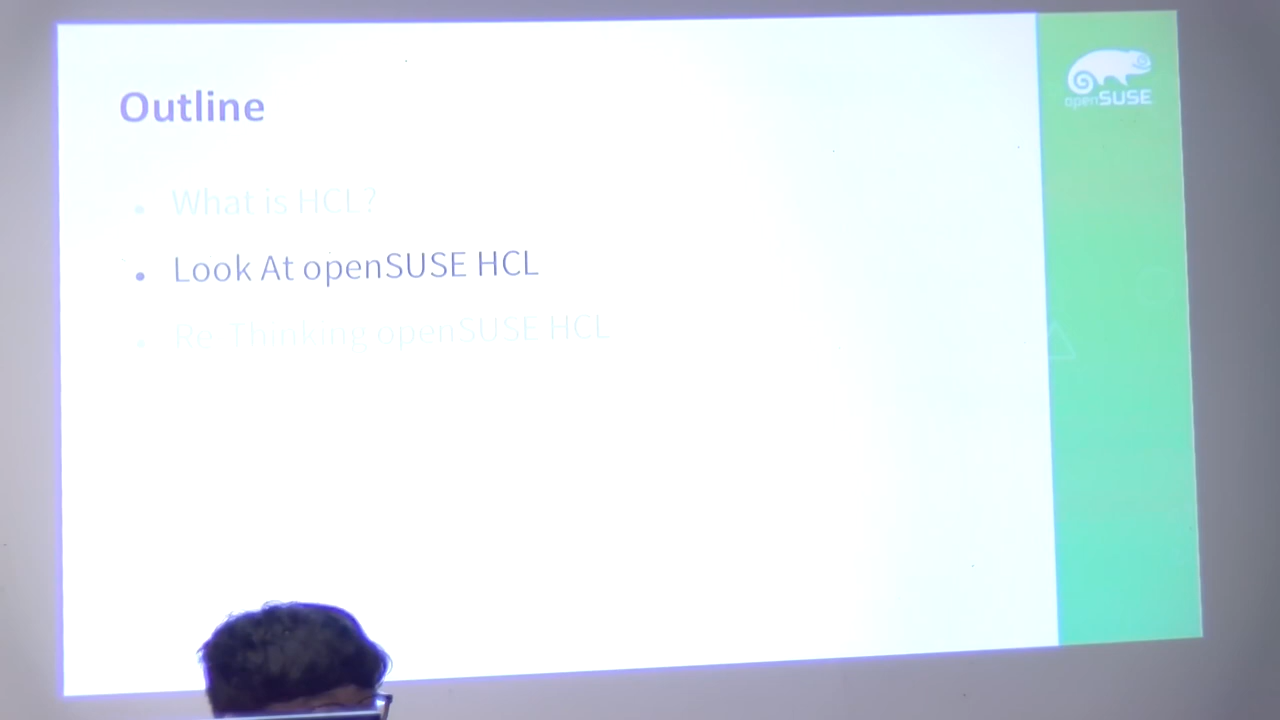 Outline
openSUSE
What is HCL?
Look At openSUSE HCL
Re-Thinking openSUSE HCL